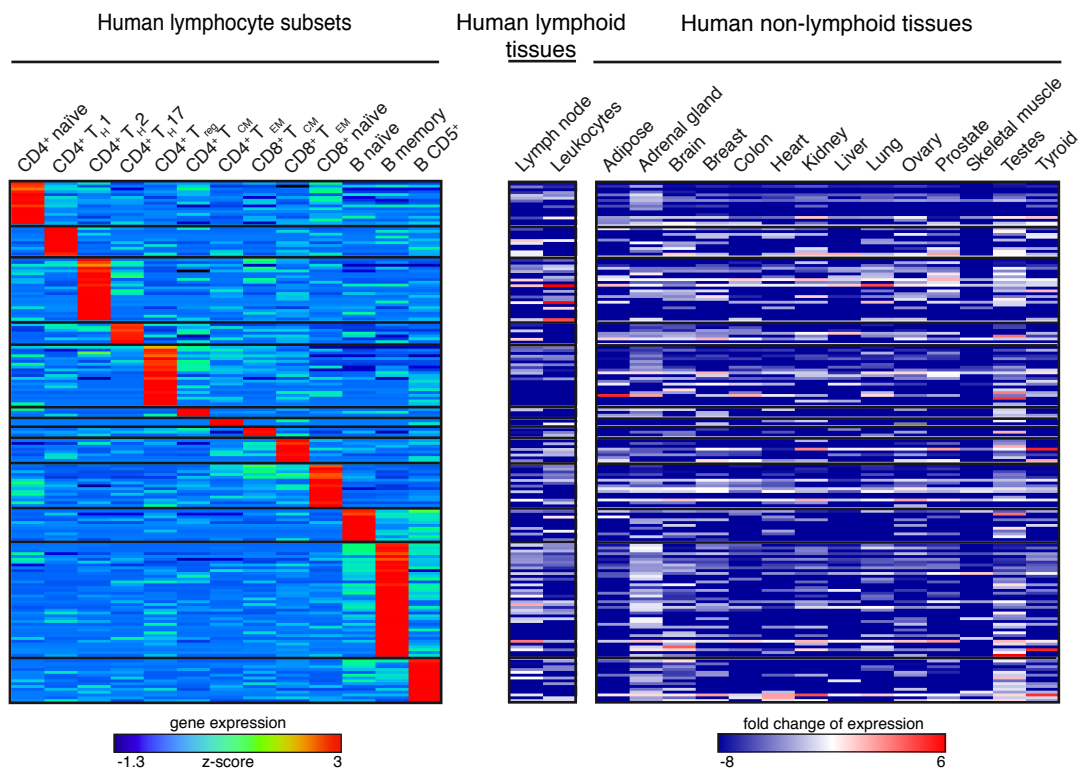 Human lymphocyte subsets
Human lymphoid
tissues
Human non-lymphoid tissues
CD4+ naïve
CD4+ TH1
CD4+ TH2
CD4+ TH17
CD4+ Treg
CD4+ TCM
CD4+ TEM
CD8+ TCM
CD8+ TEM
CD8+ naïve
B naïve
B memory
B CD5+
Lymph node
Leukocytes
Adipose
Adrenal gland
Brain
Breast
Colon
Heart
Kidney
Liver
Lung
Ovary
Prostate
Skeletal muscle
Testes
Tyroid
gene expression
-1.3 z-score 3
fold change of expression
-8 6